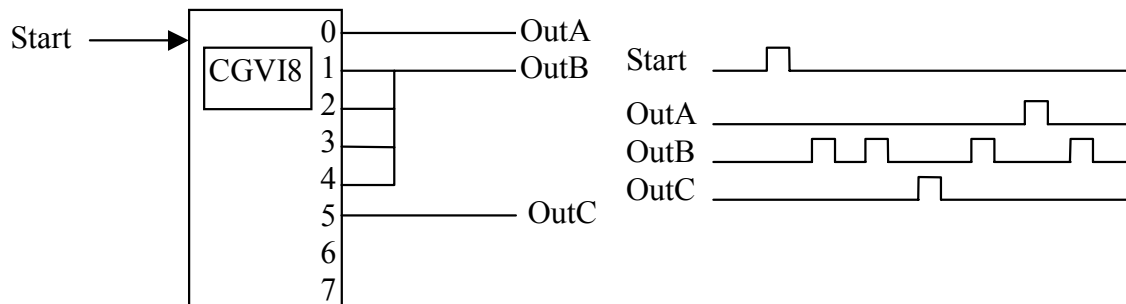 Start
CGVI8
0
1
2
3
4
5
6
7
OutA
OutB
OutC
Start
OutA
OutB
OutC